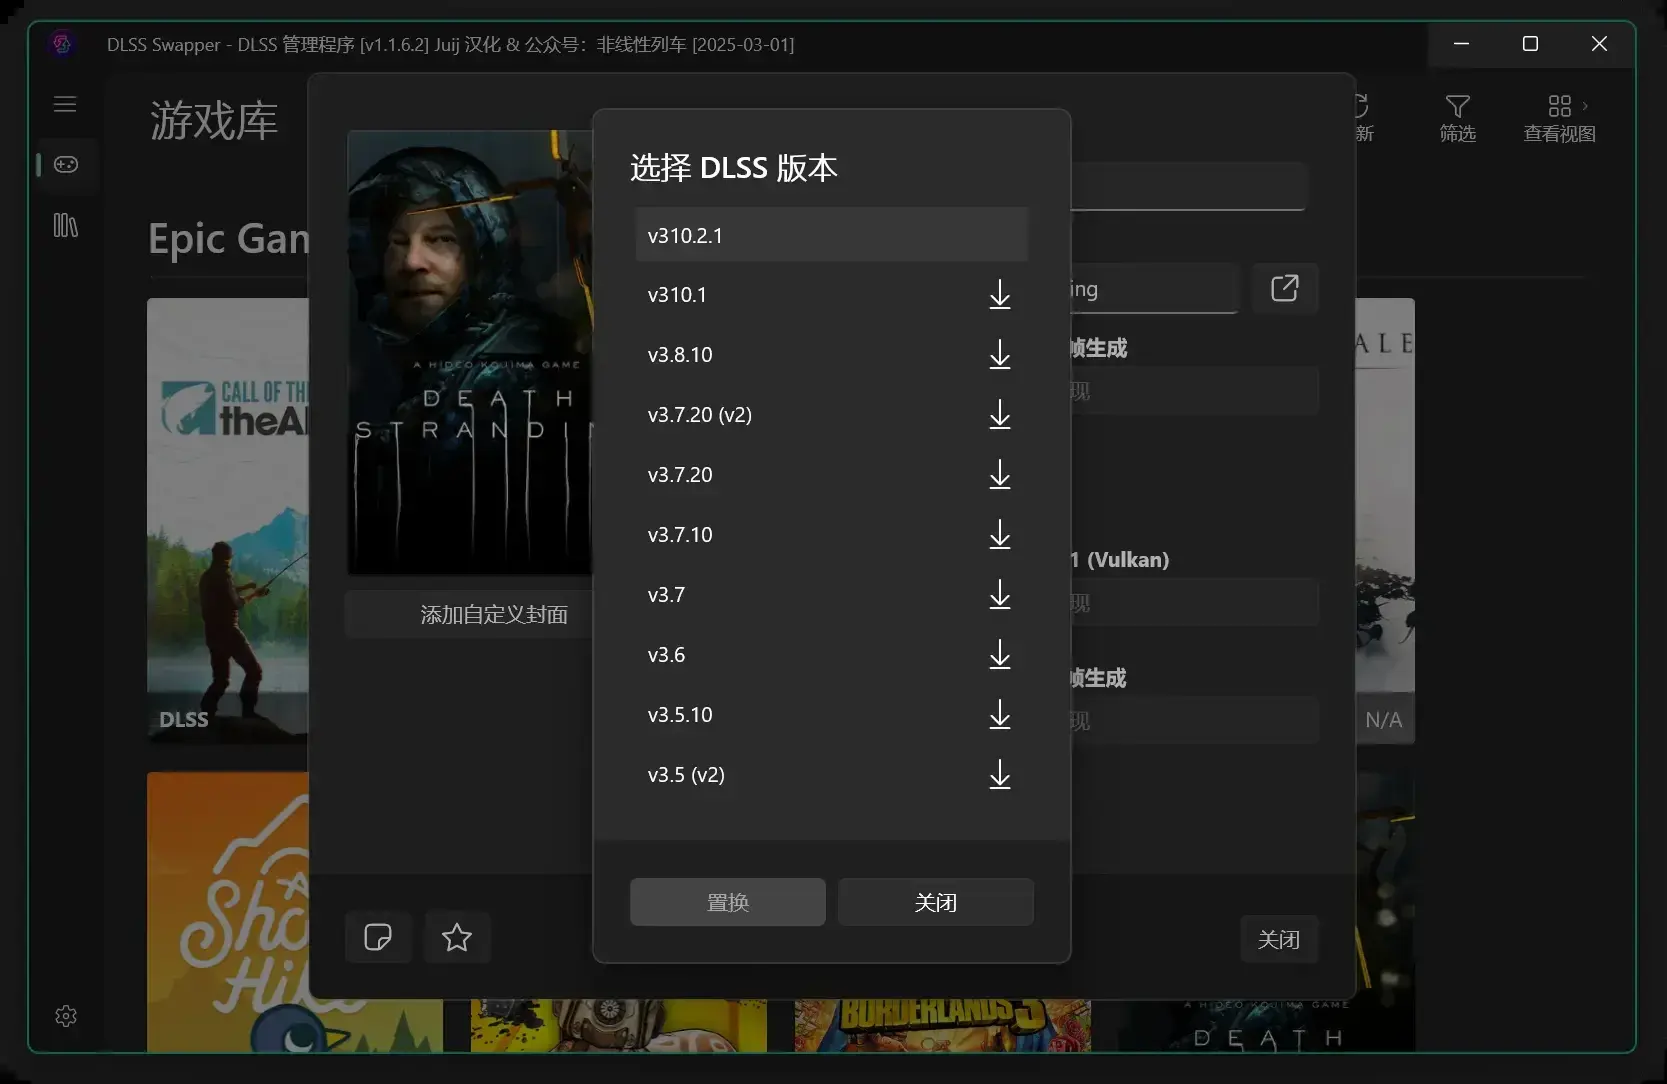 DLSS Swapper - DLSS 管理程序 [v1.1.6.2] Juij 汉化 & 公众号：非线性列车 [2025-03-01]
游戏库
新
筛选
查看视图
Epic Gam
选择 DLSS 版本
v310.2.1
v310.1
v3.8.10
v3.7.20 (v2)
v3.7.20
v3.7.10
v3.7
v3.6
v3.5.10
v3.5 (v2)
置换
关闭
A HIDEO KOJIMA GAME
DEATH
STRANDIN
添加自定义封面
ing
帧生成
现
1 (Vulkan)
现
帧生成
现
关闭
CALL OF TH
theA
DLSS
ALE
N/A
Sho
Hik
BORDERLANDS 3
A HIDEO KOJIMA GAME
DEATH